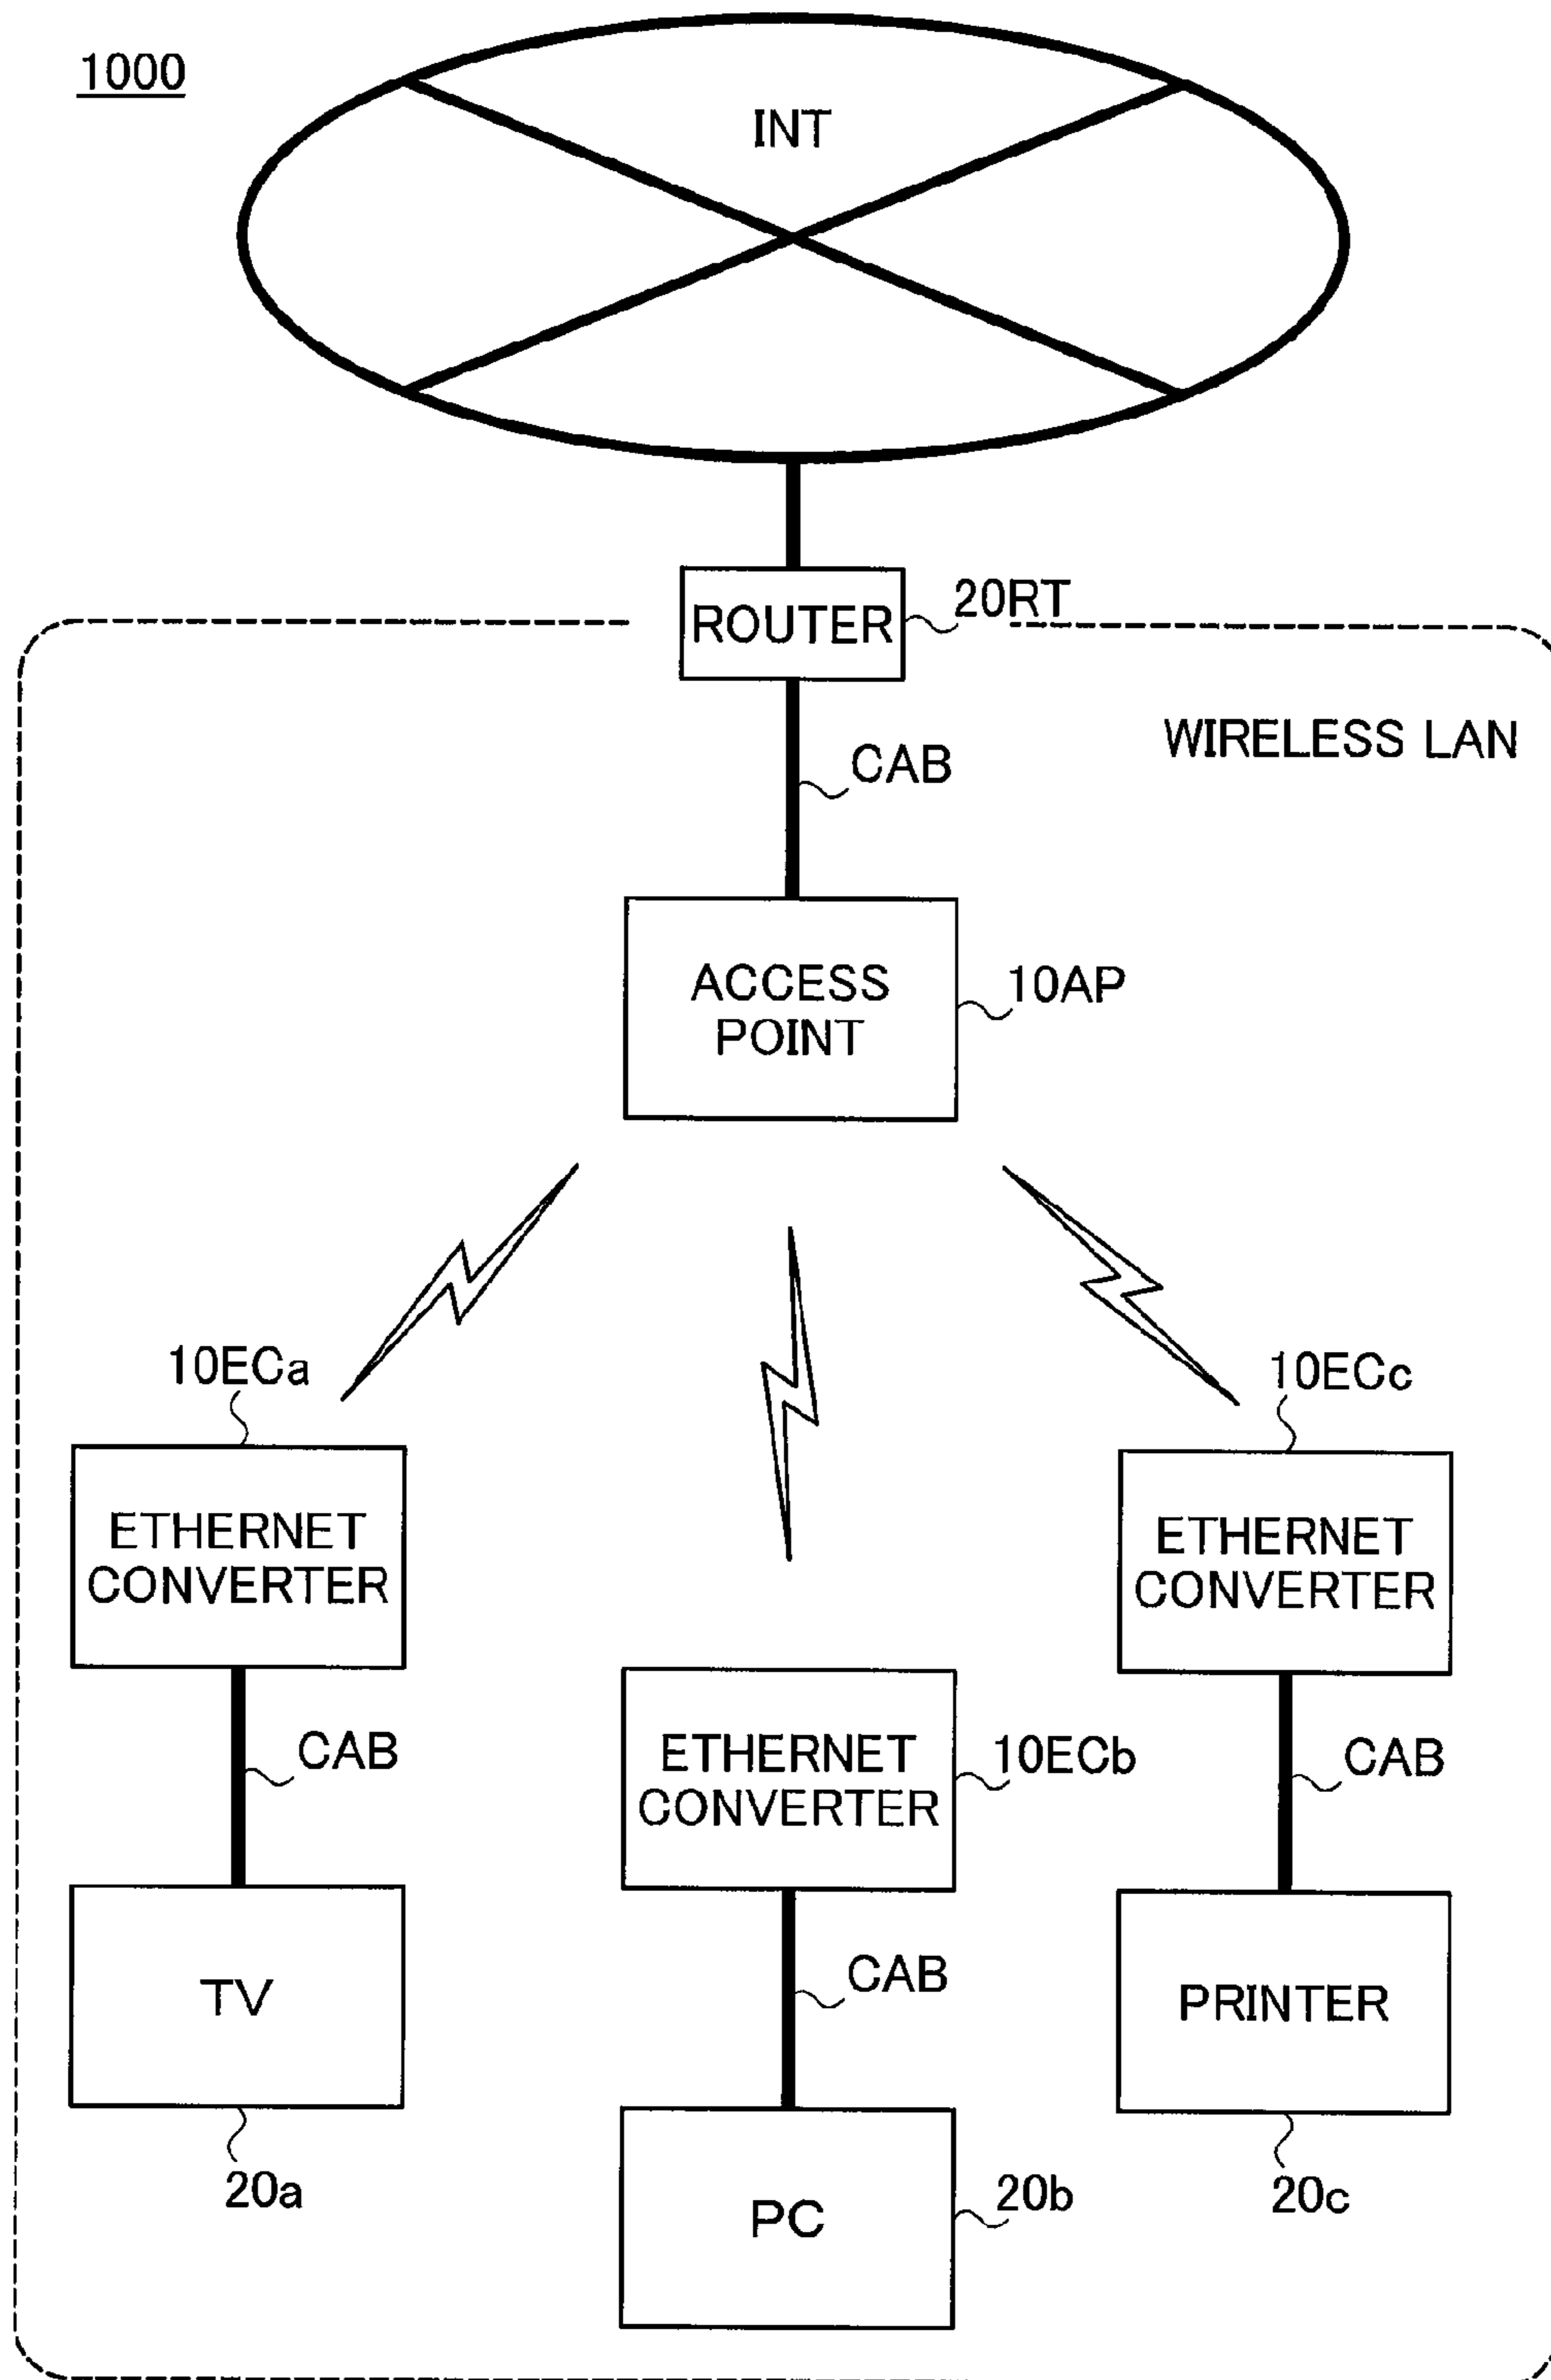 1000
INT
ROUTER
20RT
WIRELESS LAN
CAB
ACCESS
POINT
10AP
10ECa
10ECc
ETHERNET
CONVERTER
ETHERNET
CONVERTER
ETHERNET
CONVERTER
10ECb
CAB
CAB
CAB
TV
PRINTER
PC
20a
20b
20c